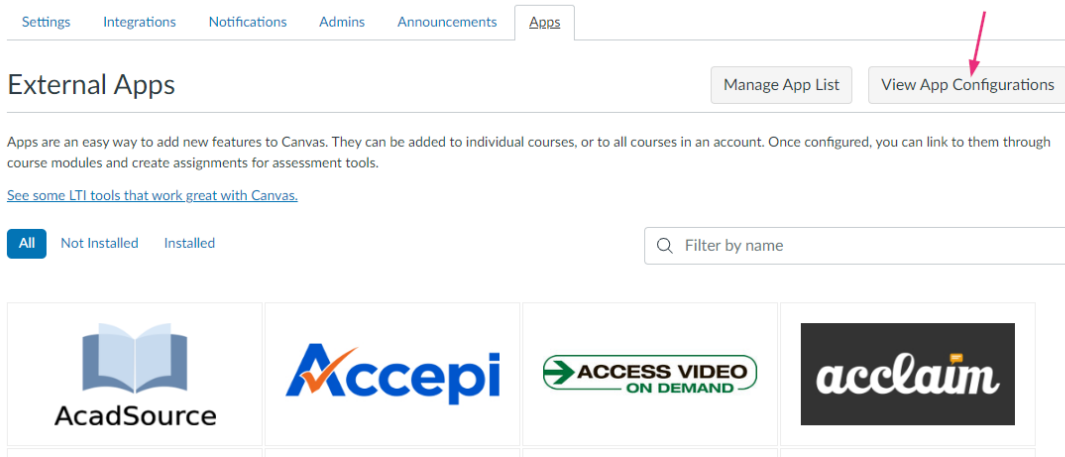 Settings Integrations Notifications Admins Announcements Apps
External Apps
Manage App List View App Configurations
Apps are an easy way to add new features to Canvas. They can be added to individual courses, or to all courses in an account. Once configured, you can link to them through
course modules and create assignments for assessment tools.
See some LTI tools that work great with Canvas.
All Not Installed Installed
Filter by name
AcadSource
Accepi
ACCESS VIDEO
ON DEMAND
acclaim